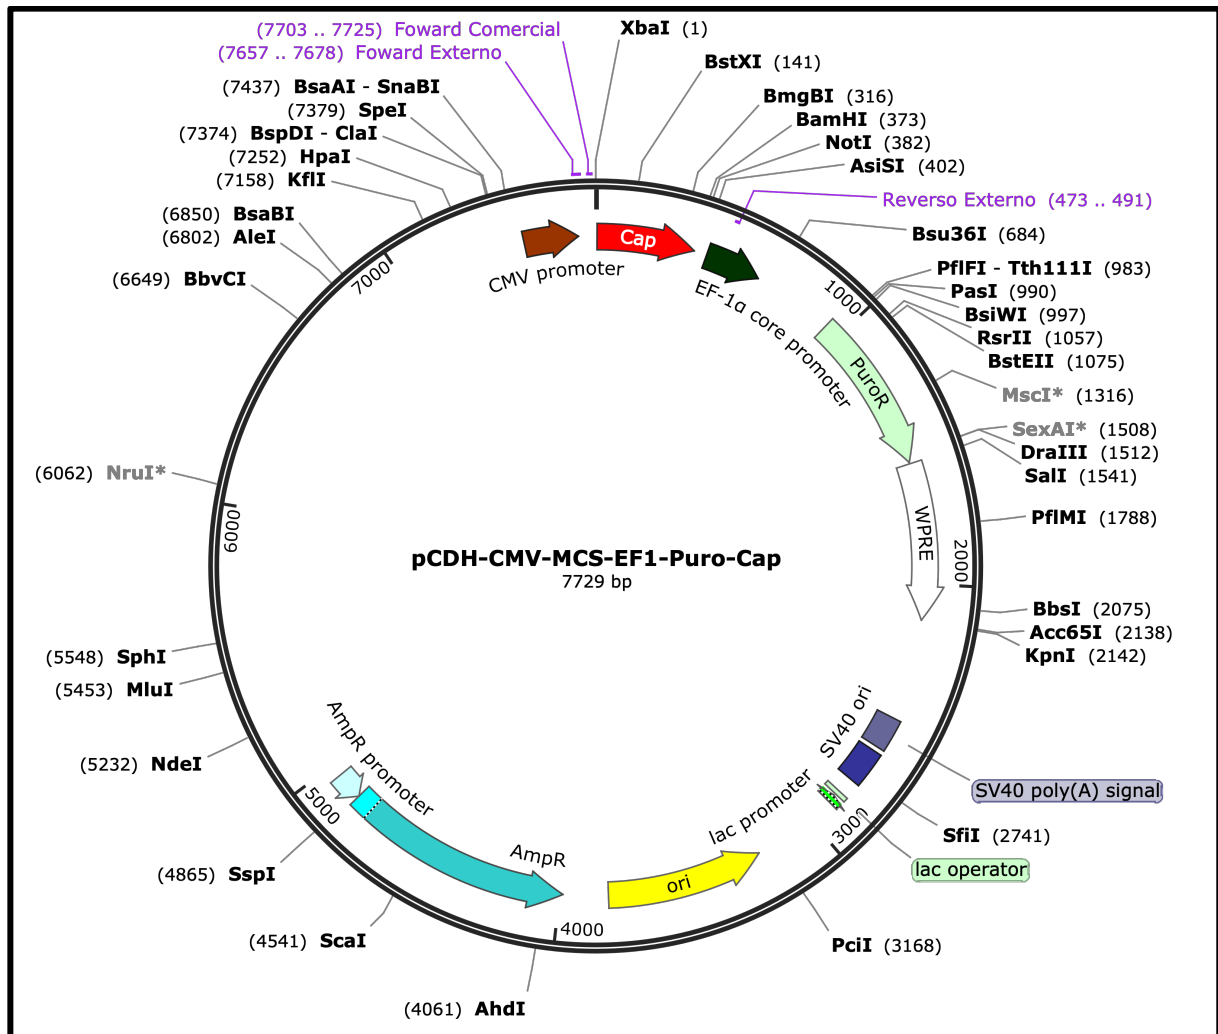 (7703 .. 7725) Foward Comercial
(7657 .. 7678) Foward Externo
(7437) BsaAI - SnaBI
(7379) SpeI
(7374) BspDI - ClaI
(7252) HpaI
(7158) KflI
(6850) BsaBI
(6802) AleI
(6649) BbvCI
(6062) NruI*
(5548) SphI
(5453) MluI
(5232) NdeI
(4865) SspI
(4541) ScaI
(4061) AhdI
XbaI (1)
BstXI (141)
BmgBI (316)
BamHI (373)
NotI (382)
AsiSI (402)
Reverso Externo (473 .. 491)
Bsu36I (684)
PflFI - Tth111I (983)
PasI (990)
BsiWI (997)
RsrII (1057)
BstEII (1075)
MscI* (1316)
SexAI* (1508)
DraIII (1512)
SalI (1541)
PflMI (1788)
BbsI (2075)
Acc65I (2138)
KpnI (2142)
SV40 poly(A) signal
SfiI (2741)
lac operator
PciI (3168)
CMV promoter
Cap
EF-1α core promoter
PuroR
WPRE
SV40 ori
lac promoter
ori
AmpR
AmpR promoter
1000
2000
3000
4000
5000
6000
7000
pCDH-CMV-MCS-EF1-Puro-Cap
7729 bp